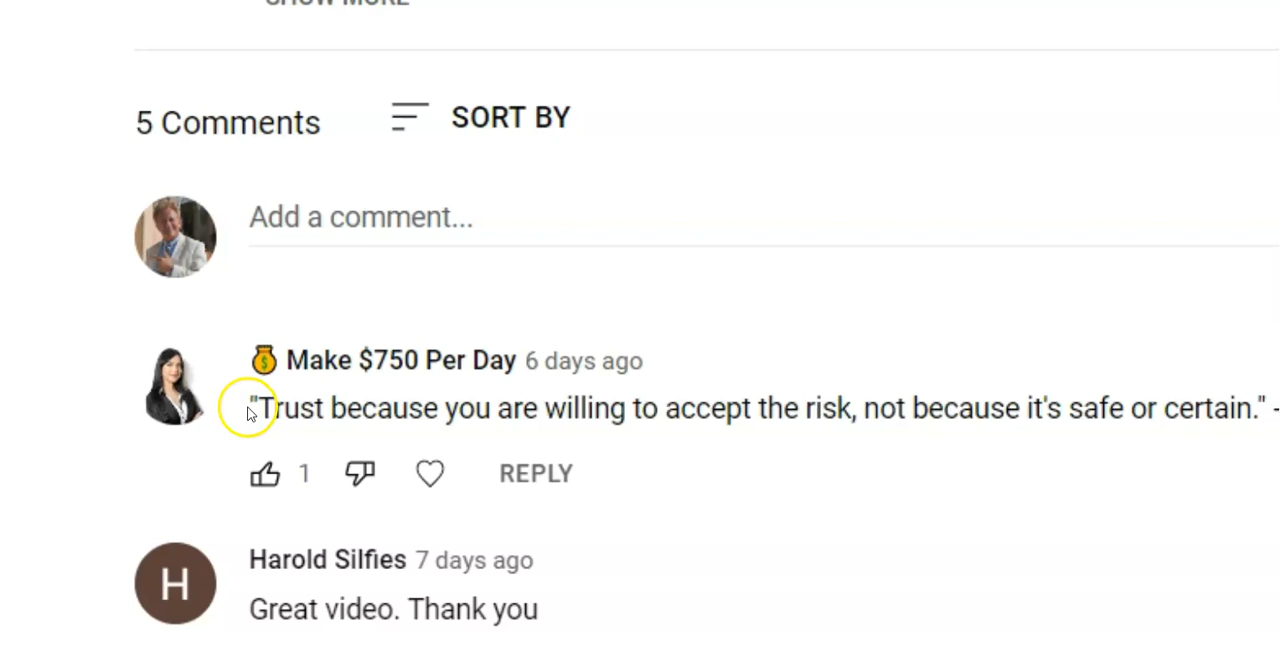 SHOW MORE
5 Comments
SORT BY
Add a comment...
Make $750 Per Day 6 days ago
"Trust because you are willing to accept the risk, not because it's safe or certain." -
1
REPLY
H
Harold Silfies 7 days ago
Great video. Thank you